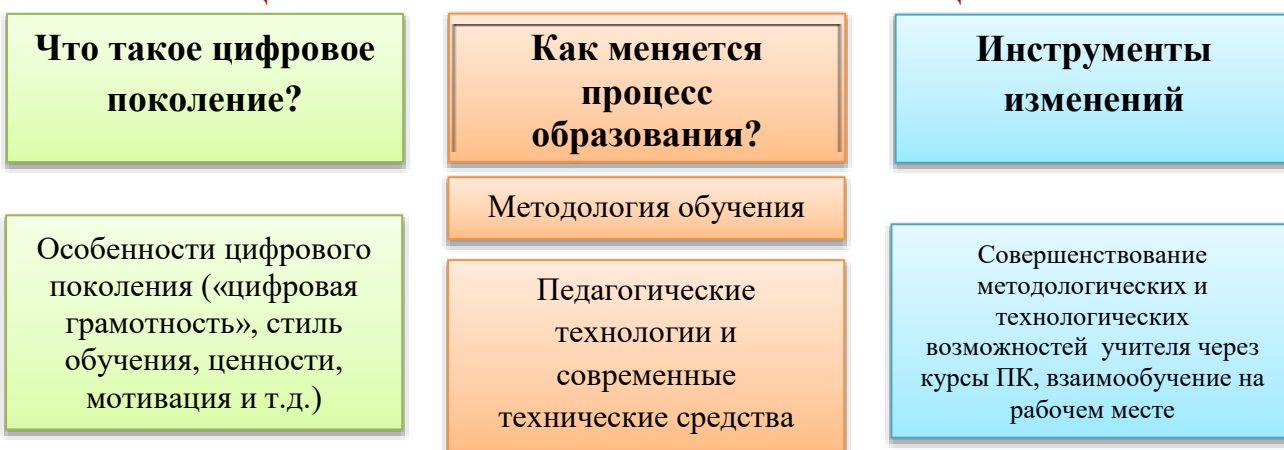 Что такое цифровое
поколение?
Особенности цифрового
поколения («цифровая
грамотность», стиль
обучения, ценности,
мотивация и т.д.)
Как меняется
процесс
образования?
Методология обучения
Педагогические
технологии и
современные
технические средства
Инструменты
изменений
Совершенствование
методологических и
технологических
возможностей учителя через
курсы ПК, взаимообучение на
рабочем месте